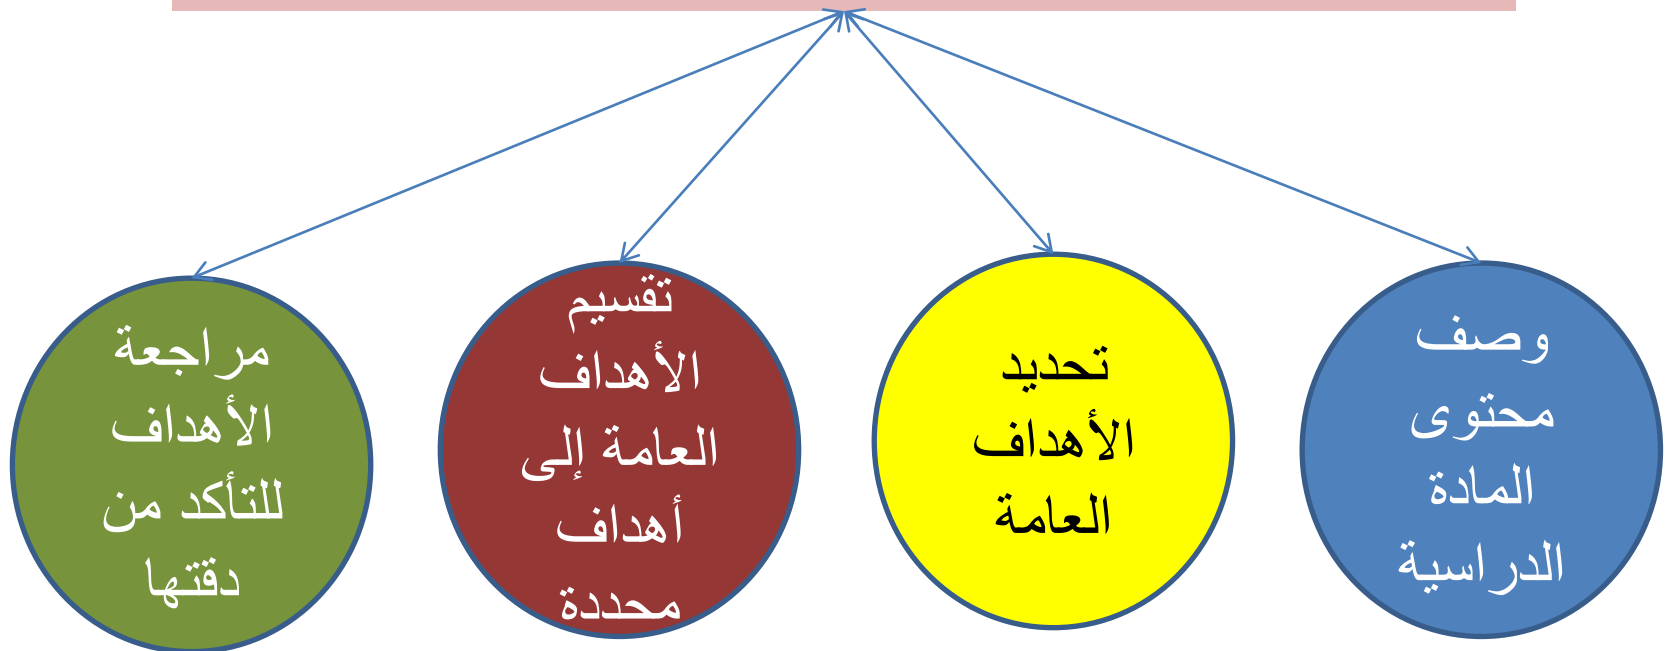 وصف
محتوى
المادة
الدراسية
تحديد
الأهداف
العامة
تقسيم
الأهداف
العامة إلى
أهداف
محددة
مراجعة
الأهداف
للتأكد من
دقتها